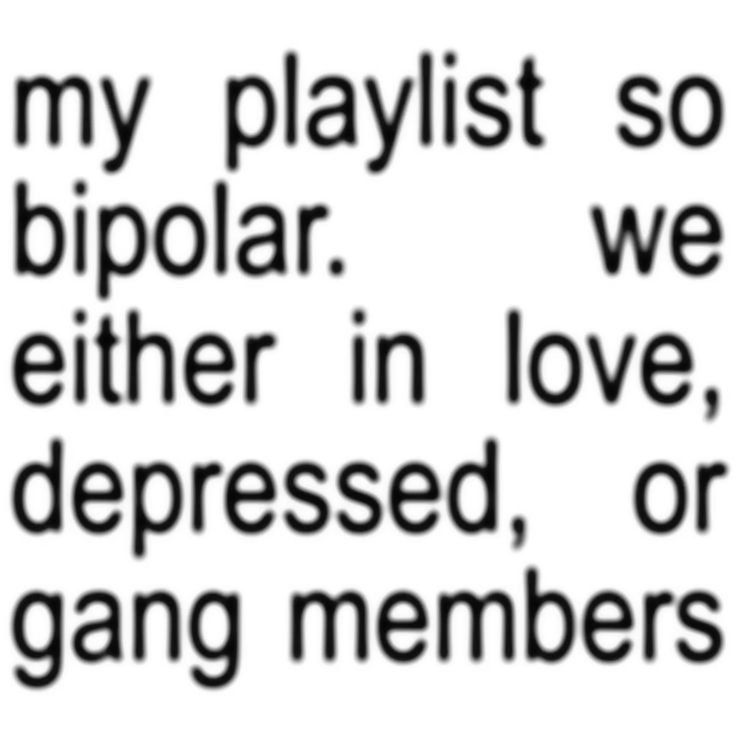 my playlist so
bipolar. we
either in love,
depressed, or
gang members